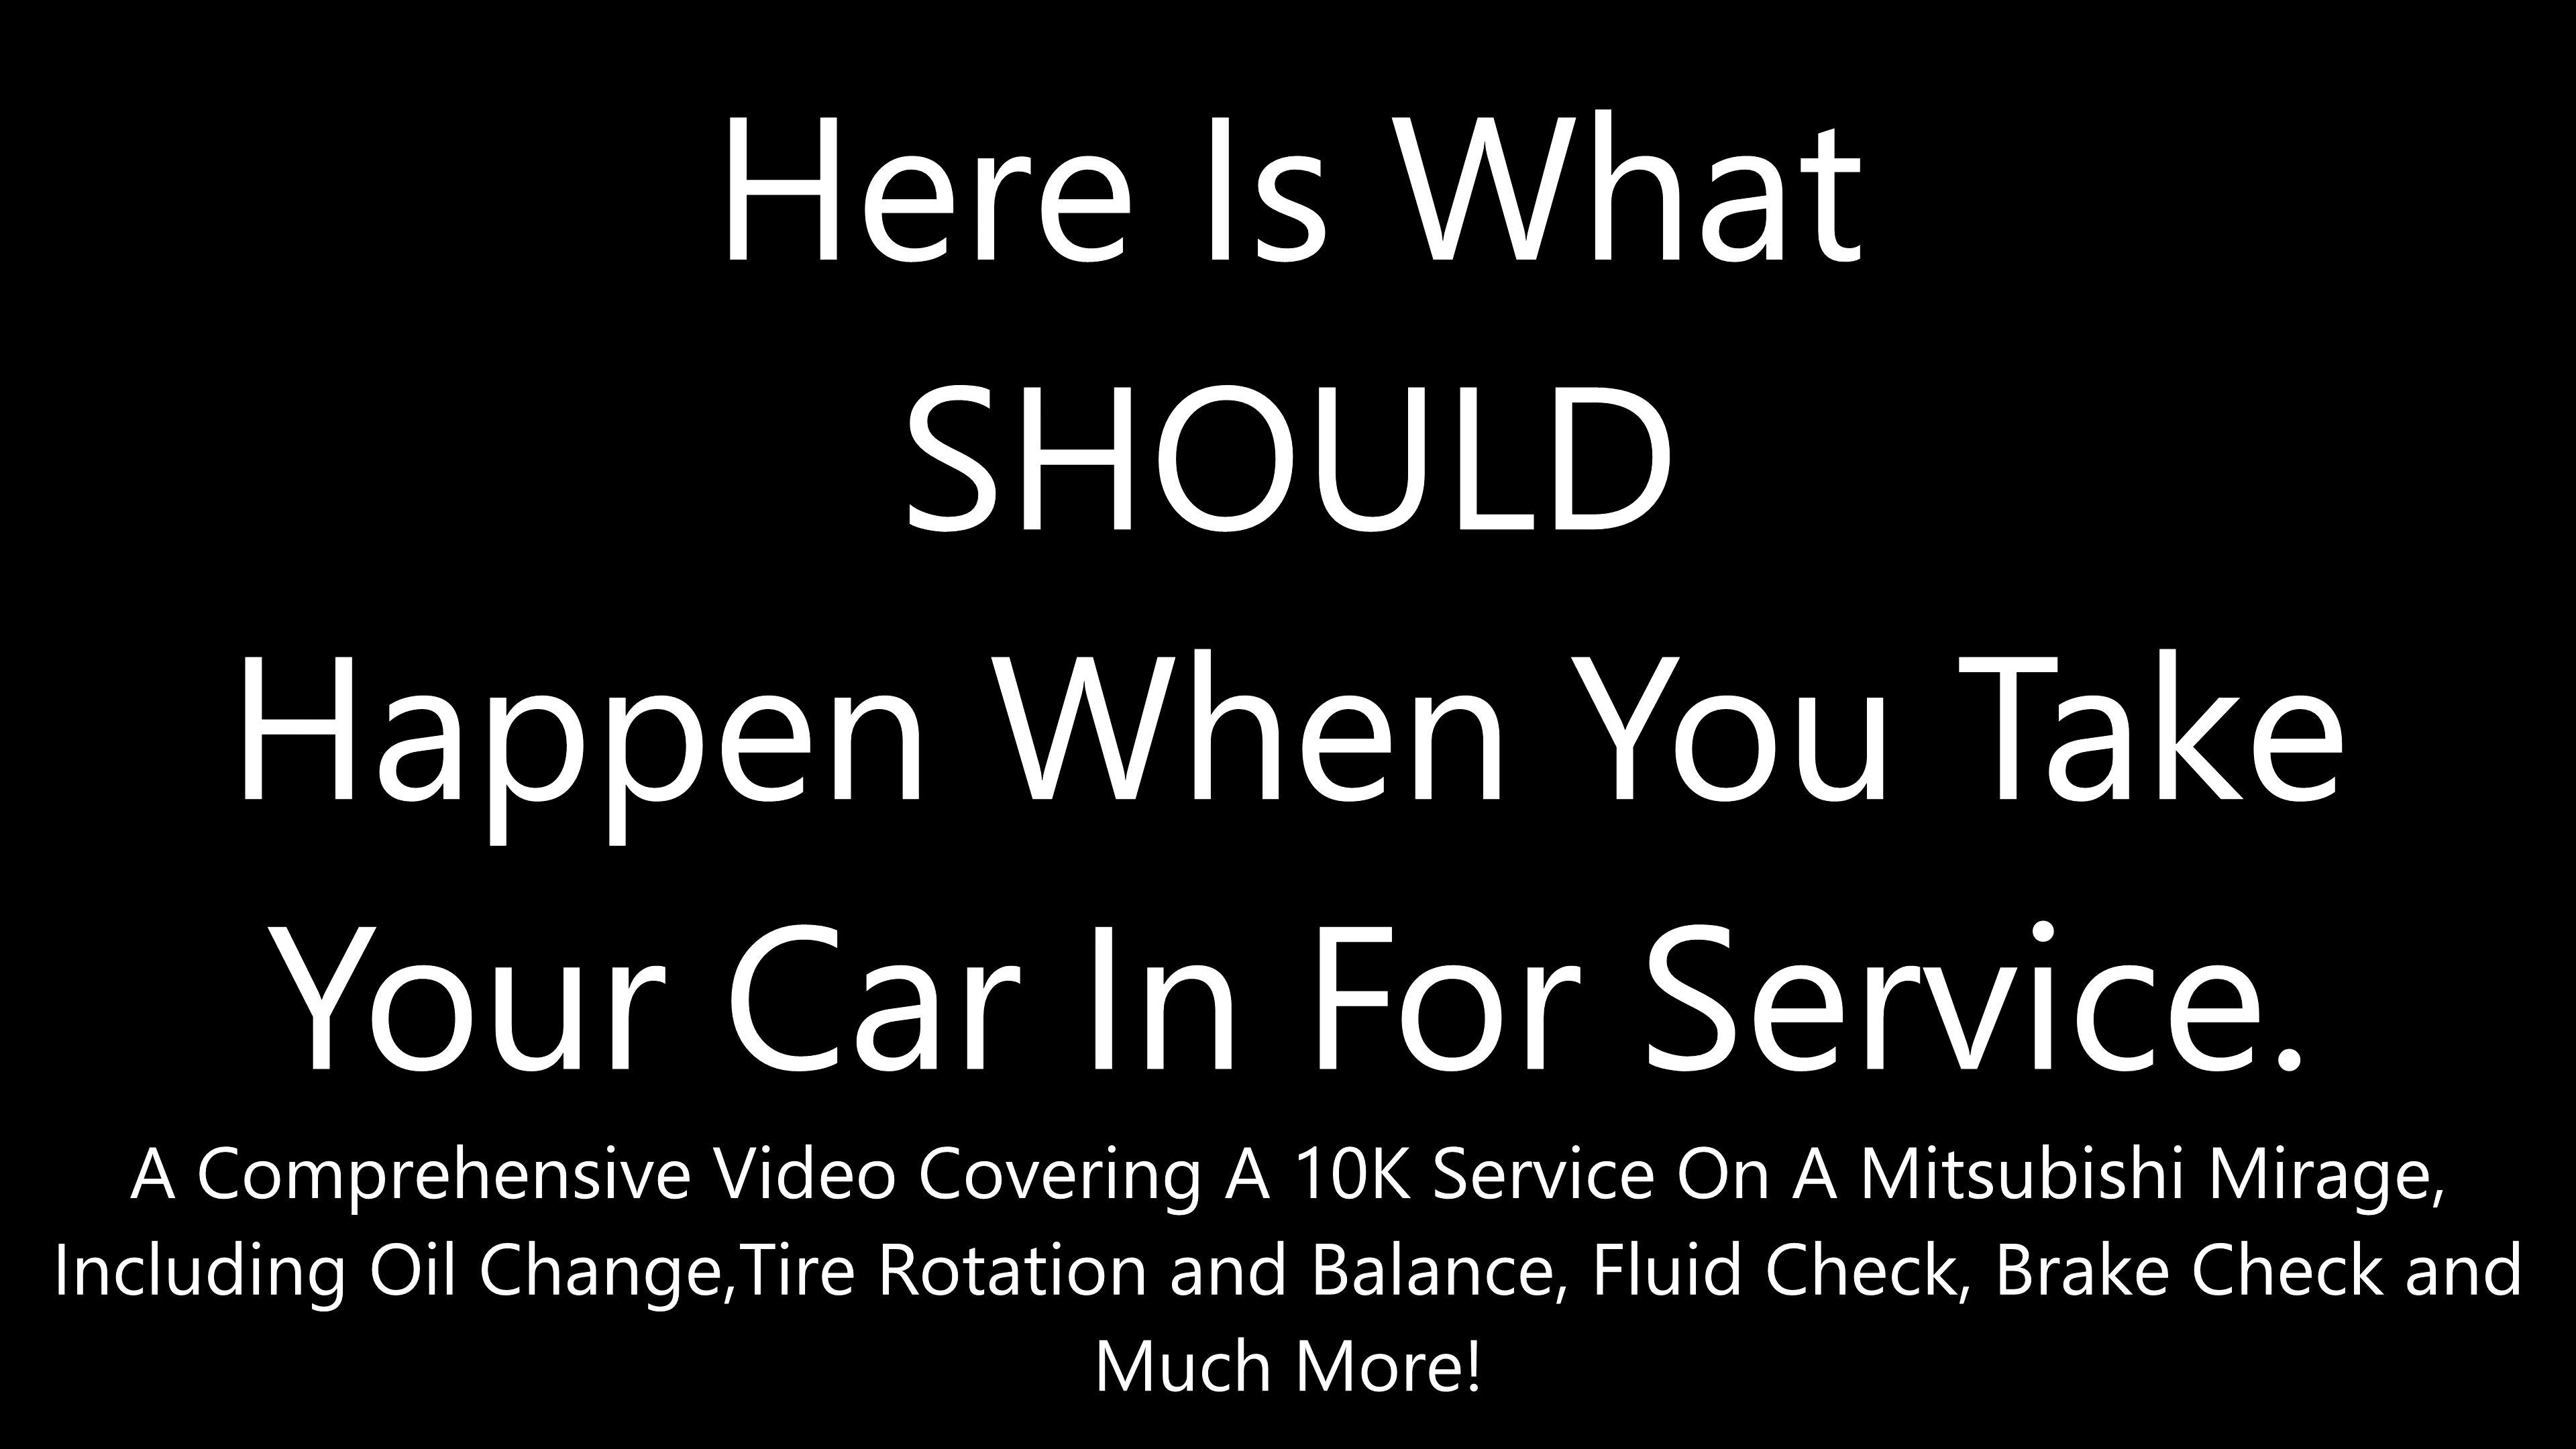 Here Is What
SHOULD
Happen When You Take
Your Car In For Service.
A Comprehensive Video Covering A 10K Service On A Mitsubishi Mirage,
Including Oil Change,Tire Rotation and Balance, Fluid Check, Brake Check and
Much More!